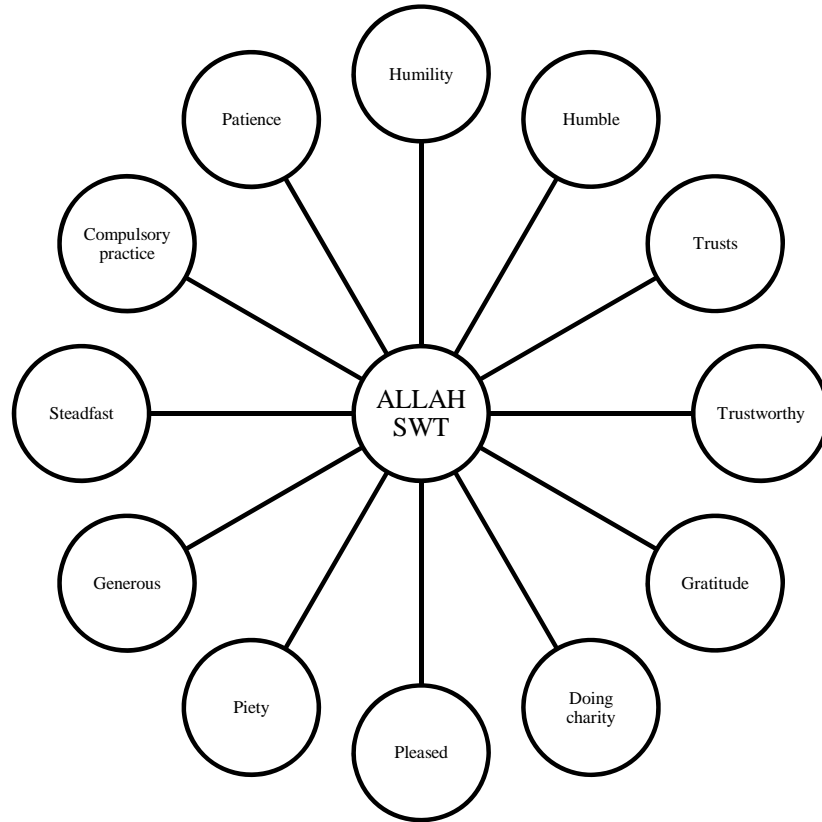 Humility
Humble
Trusts
Trustworthy
Gratitude
Doing
charity
Pleased
Piety
Generous
Steadfast
Compulsory
practice
Patience
ALLAH
SWT